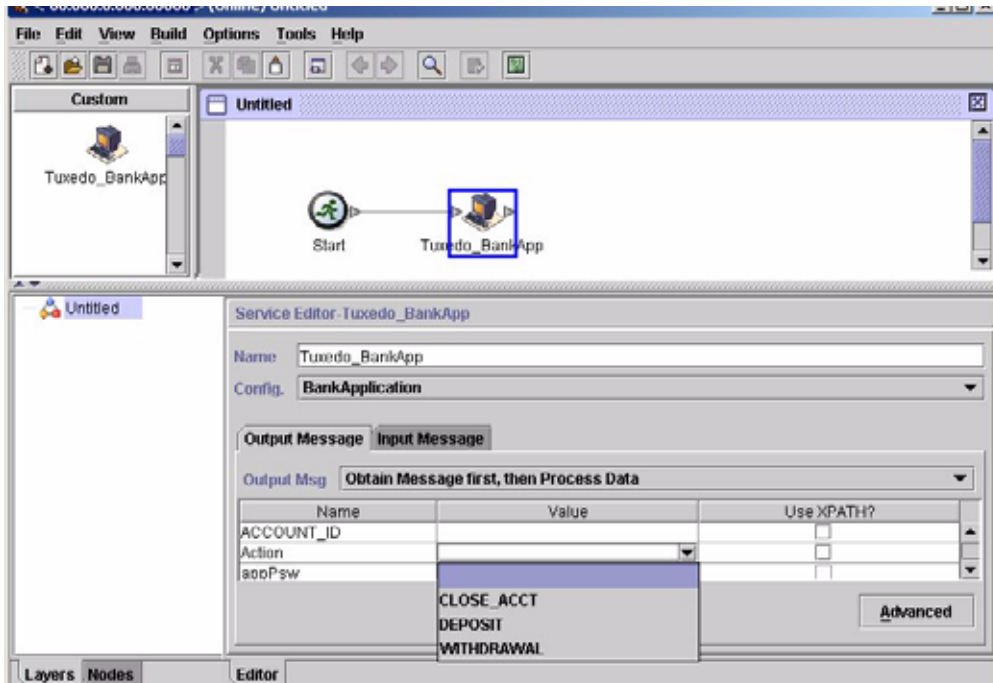 File Edit View Build Options Tools Help
Custom
Tuxedo_BankApp
Untitled
Start
Tuxedo_BankApp
Untitled
Service Editor-Tuxedo_BankApp
Name Tuxedo_BankApp
Config. BankApplication
Output Message Input Message
Output Msg Obtain Message first, then Process Data
Name Value Use XPATH?
ACCOUNT_ID
Action
appPsw
CLOSE_ACCT
DEPOSIT
WITHDRAWAL
Advanced
Layers Nodes Editor